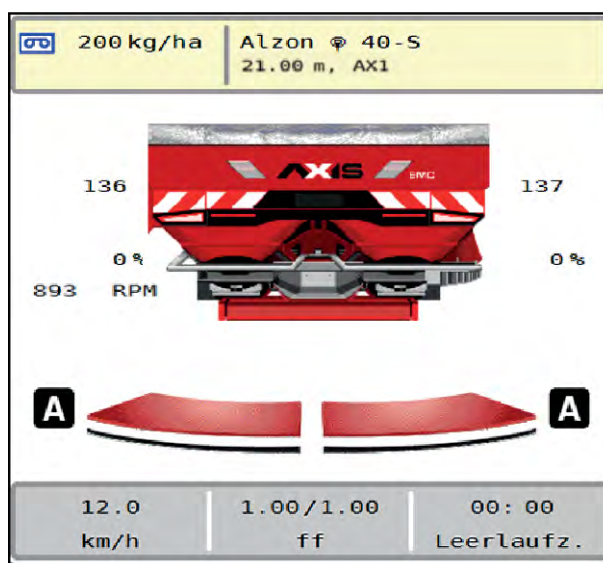 200 kg/ha
Alzon ® 40-S
21.00 m, AX1
AXIS EMC
136
137
0 %
0 %
893 RPM
A
A
12.0
1.00/1.00
00:00
km/h
ff
Leerlaufz.